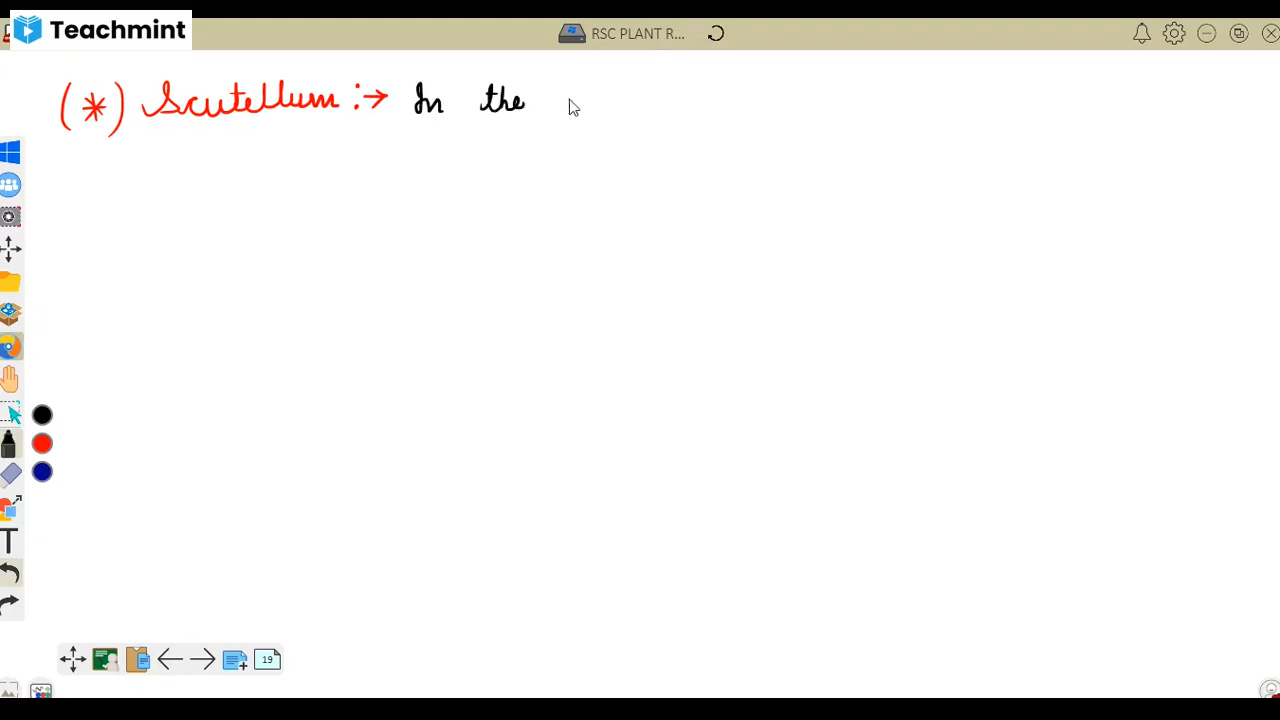 Teachmint
RSC PLANT R...
(*) Scutellum :→ In the
T
19